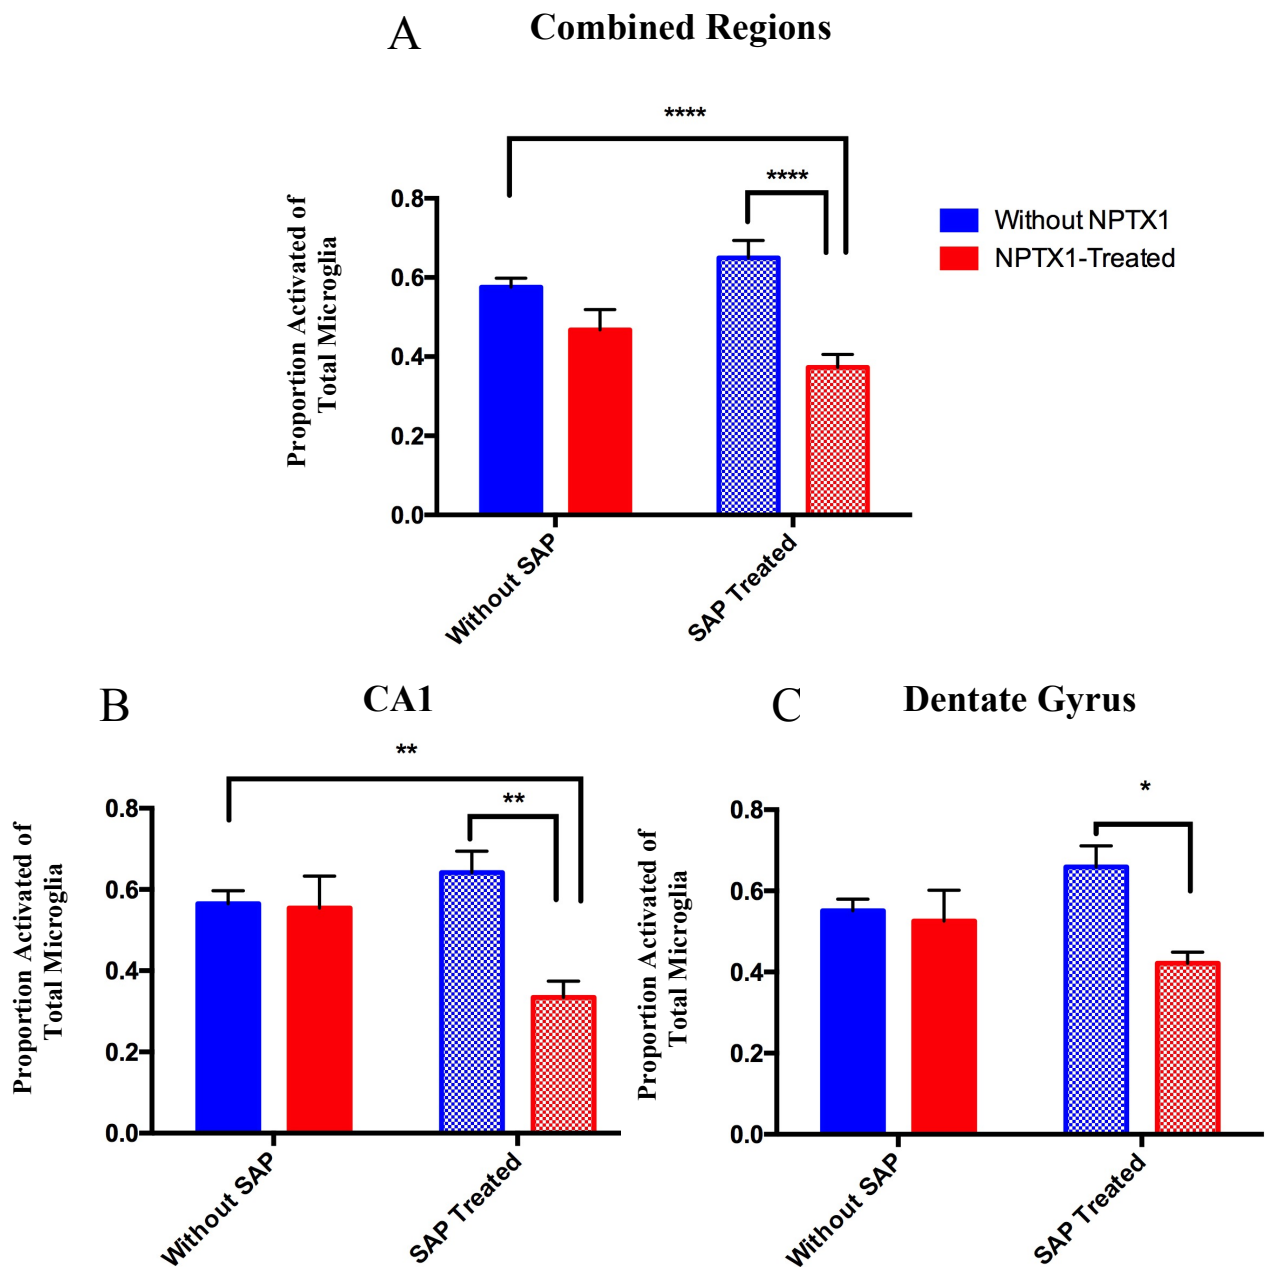 A
Combined Regions
****
****
Proportion Activated of
Total Microglia
0.8
0.6
0.4
0.2
0.0
Without SAP
SAP Treated
Without NPTX1
NPTX1-Treated
B
CA1
**
**
Proportion Activated of
Total Microglia
0.8
0.6
0.4
0.2
0.0
Without SAP
SAP Treated
C
Dentate Gyrus
*
Proportion Activated of
Total Microglia
0.8
0.6
0.4
0.2
0.0
Without SAP
SAP Treated